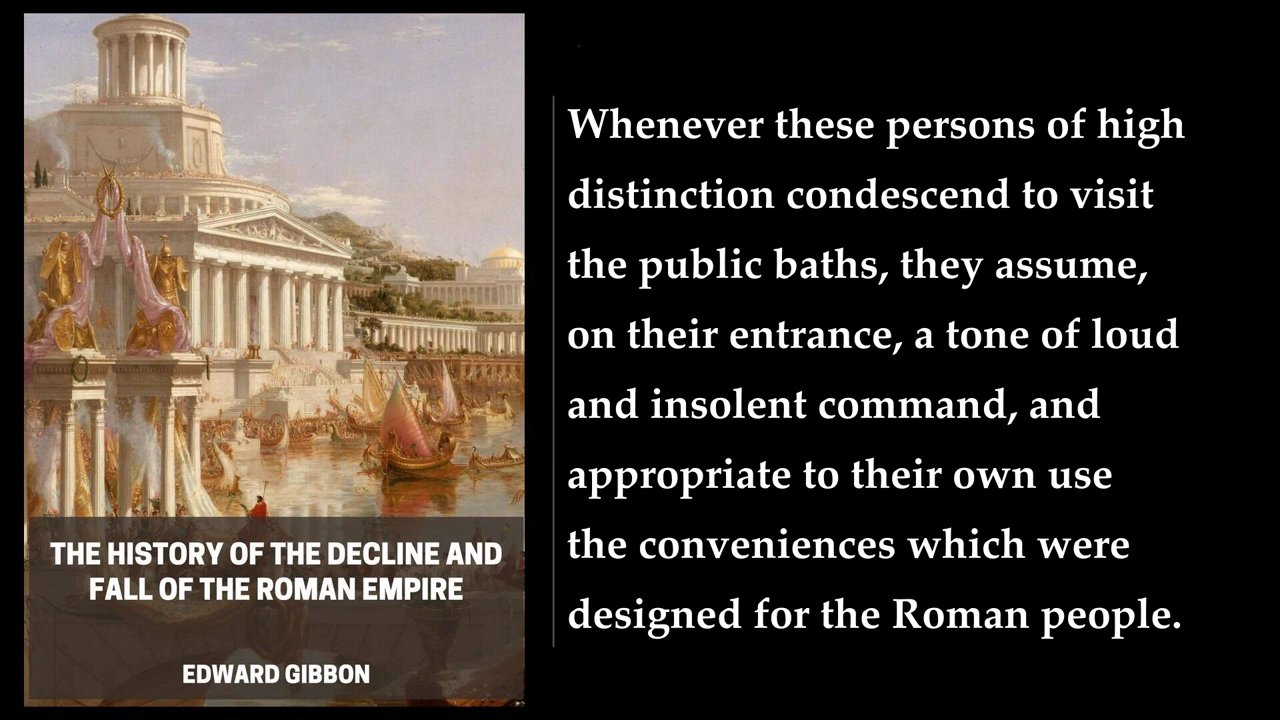 THE HISTORY OF THE DECLINE AND
FALL OF THE ROMAN EMPIRE
EDWARD GIBBON
Whenever these persons of high
distinction condescend to visit
the public baths, they assume,
on their entrance, a tone of loud
and insolent command, and
appropriate to their own use
the conveniences which were
designed for the Roman people.